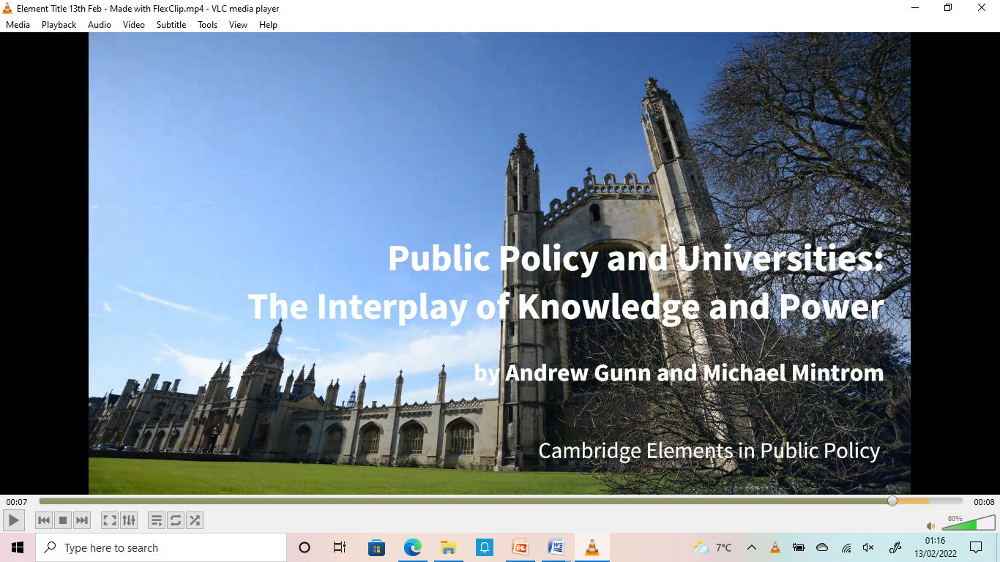 Element Title 13th Feb - Made with FlexClip.mp4 - VLC media player
Media Playback Audio Video Subtitle Tools View Help
Public Policy and Universities:
The Interplay of Knowledge and Power
by Andrew Gunn and Michael Mintrom
Cambridge Elements in Public Policy
00:07 00:08
80%
Type here to search
7°C
01:16
13/02/2022